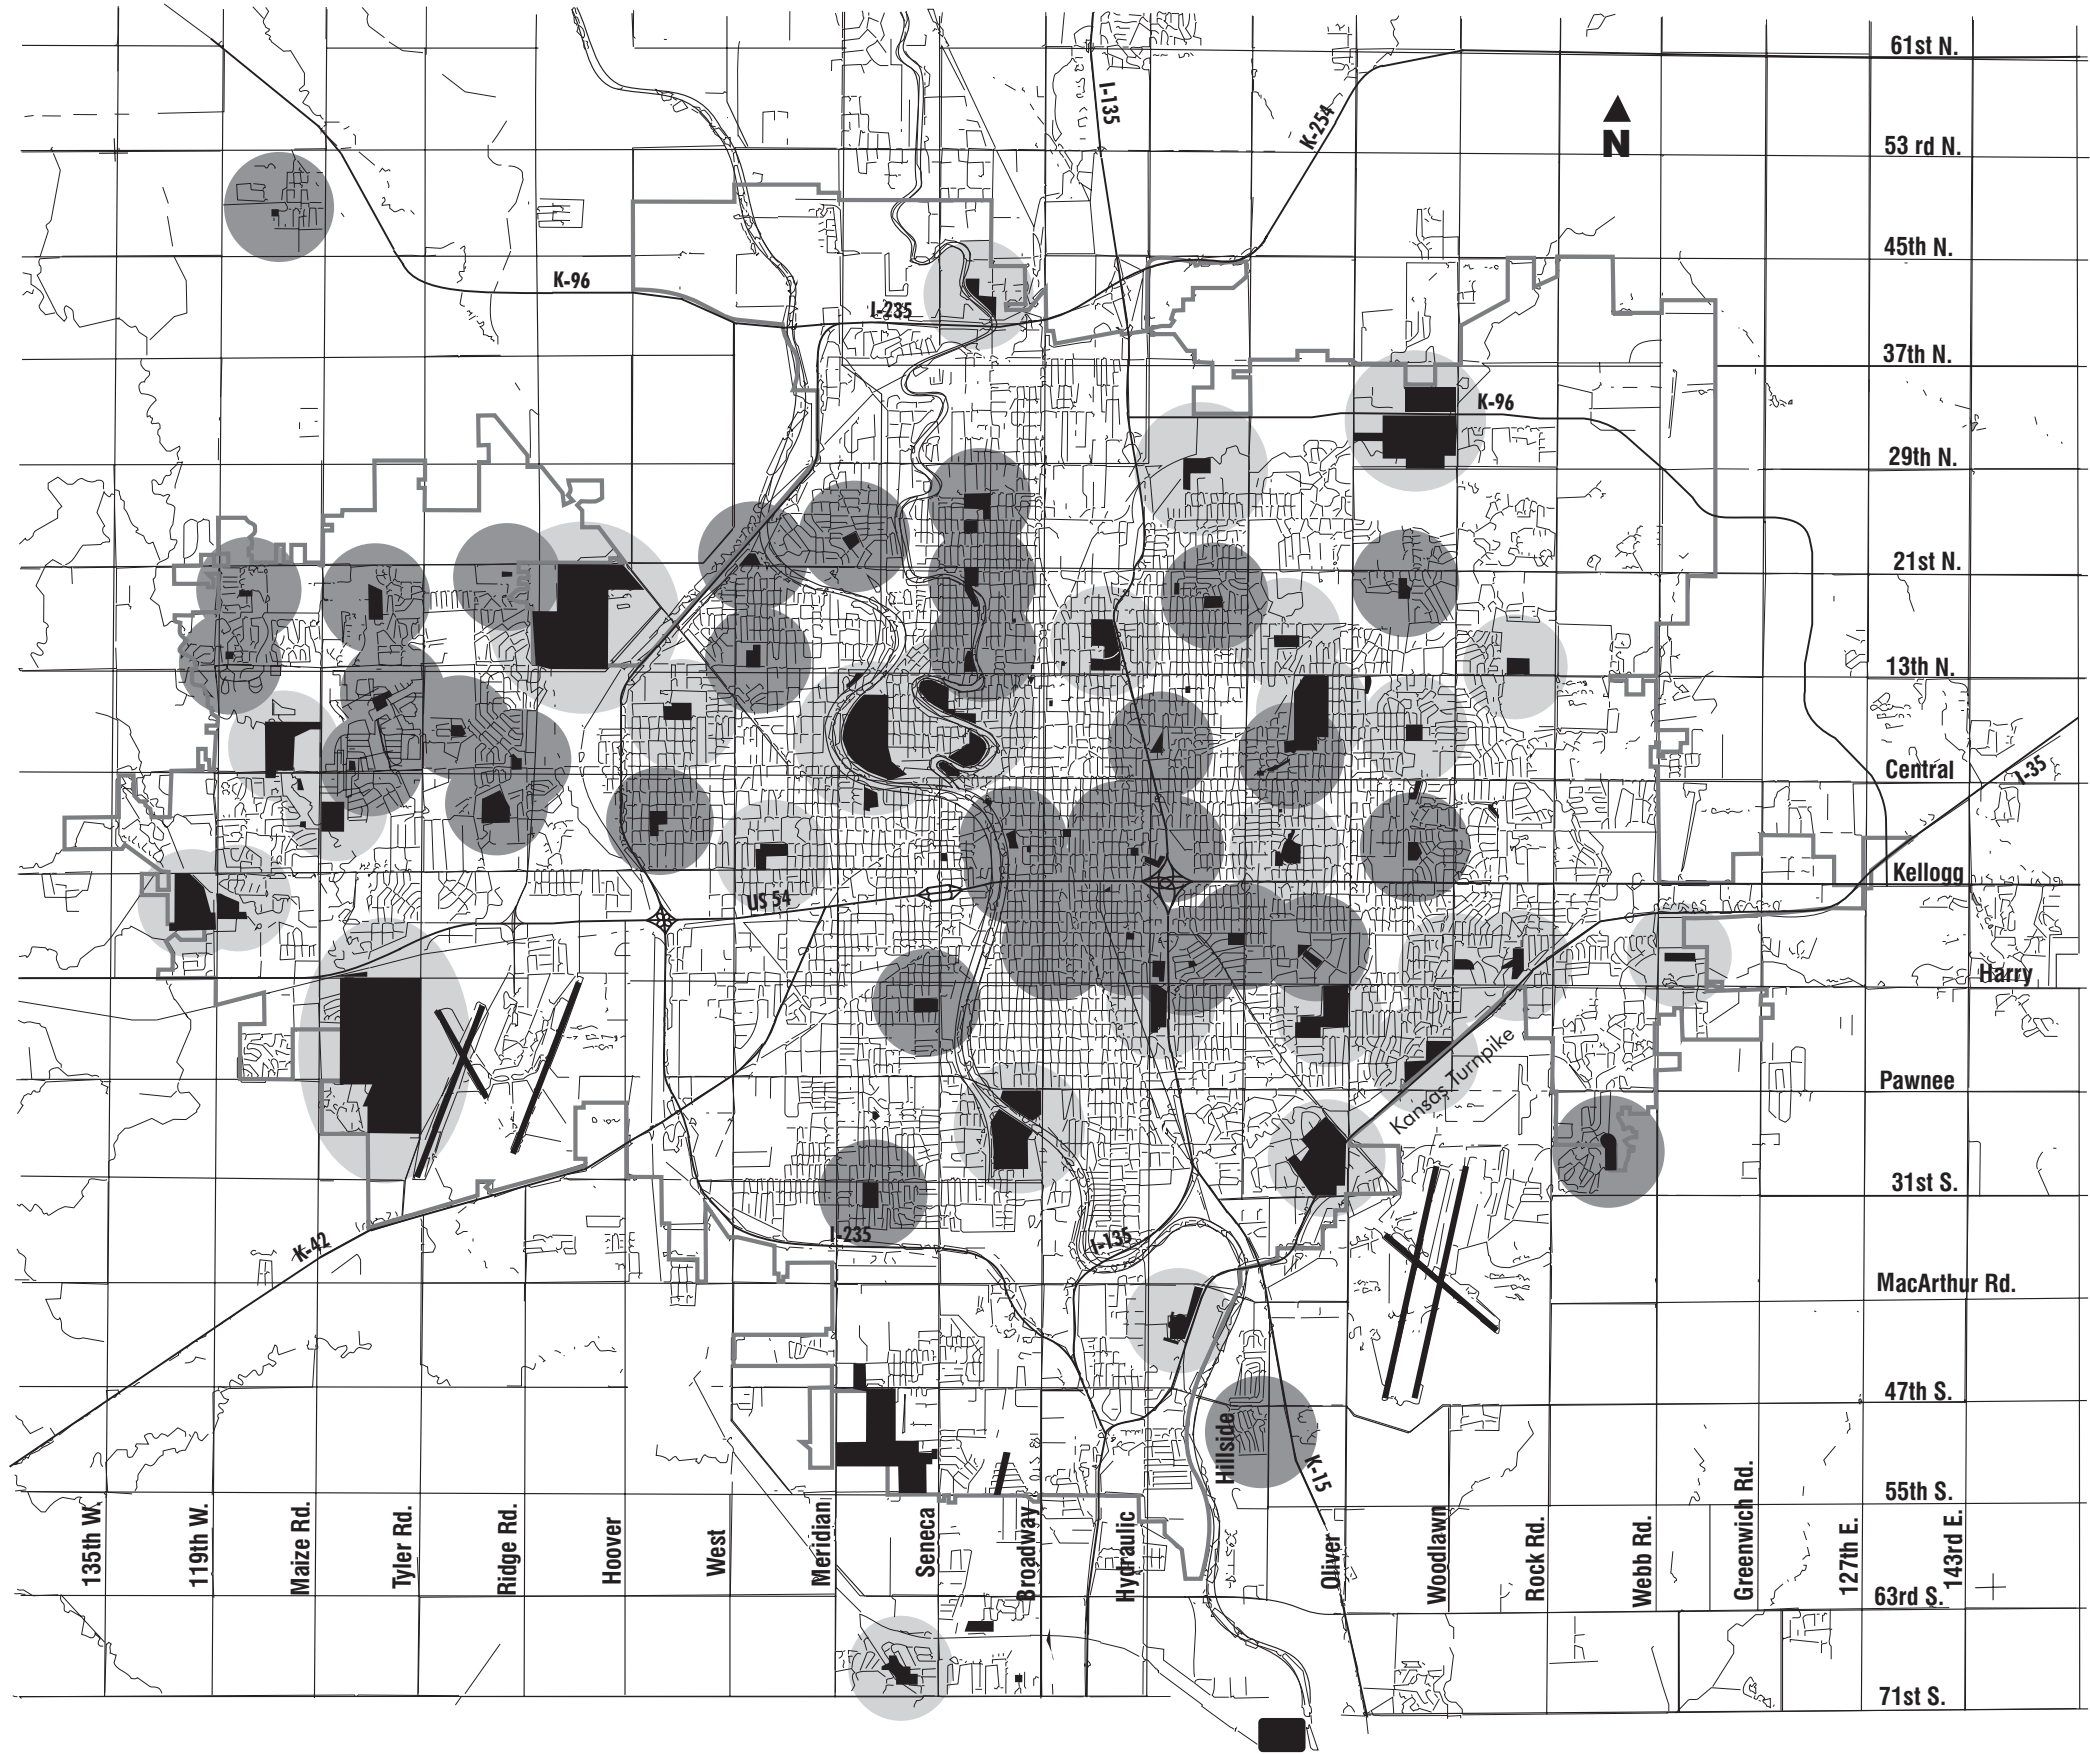 61st N.
I-135
K-254
N
53 rd N.
45th N.
K-96
I-235
37th N.
K-96
29th N.
21st N.
13th N.
Central
I-35
Kellogg
US 54
Harry
Kansas Turnpike
Pawnee
31st S.
I-235
I-135
K-42
MacArthur Rd.
47th S.
Hillside
K-15
55th S.
135th W.
119th W.
Maize Rd.
Tyler Rd.
Ridge Rd.
Hoover
West
Meridian
Seneca
Broadway
Hydraulic
Oliver
Woodlawn
Rock Rd.
Webb Rd.
Greenwich Rd.
127th E.
143rd E.
63rd S.
71st S.